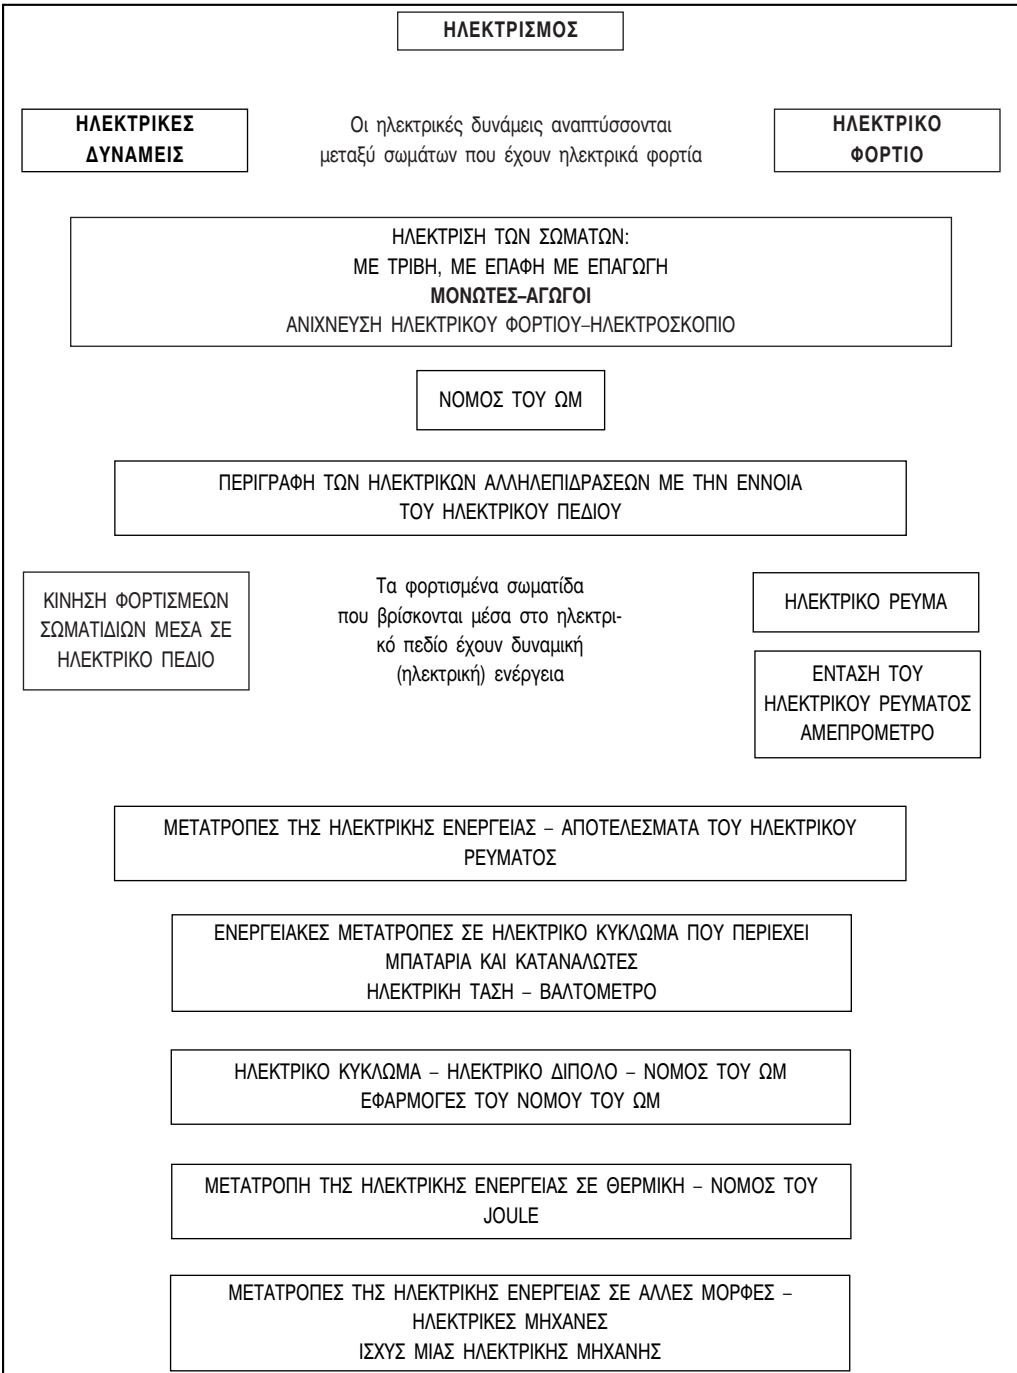 ΗΛΕΚΤΡΙΣΜΟΣ
ΗΛΕΚΤΡΙΚΕΣ
ΔΥΝΑΜΕΙΣ
Οι ηλεκτρικές δυνάμεις αναπτύσσονται
μεταξύ σωμάτων που έχουν ηλεκτρικά φορτία
ΗΛΕΚΤΡΙΚΟ
ΦΟΡΤΙΟ
ΗΛΕΚΤΡΙΣΗ ΤΩΝ ΣΩΜΑΤΩΝ:
ΜΕ ΤΡΙΒΗ, ΜΕ ΕΠΑΦΗ ΜΕ ΕΠΑΓΩΓΗ
ΜΟΝΩΤΕΣ–ΑΓΩΓΟΙ
ΑΝΙΧΝΕΥΣΗ ΗΛΕΚΤΡΙΚΟΥ ΦΟΡΤΙΟΥ–ΗΛΕΚΤΡΟΣΚΟΠΙΟ
ΝΟΜΟΣ ΤΟΥ ΩΜ
ΠΕΡΙΓΡΑΦΗ ΤΩΝ ΗΛΕΚΤΡΙΚΩΝ ΑΛΛΗΛΕΠΙΔΡΑΣΕΩΝ ΜΕ ΤΗΝ ΕΝΝΟΙΑ
ΤΟΥ ΗΛΕΚΤΡΙΚΟΥ ΠΕΔΙΟΥ
ΚΙΝΗΣΗ ΦΟΡΤΙΣΜΕΩΝ
ΣΩΜΑΤΙΔΙΩΝ ΜΕΣΑ ΣΕ
ΗΛΕΚΤΡΙΚΟ ΠΕΔΙΟ
Τα φορτισμένα σωματίδα
που βρίσκονται μέσα στο ηλεκτρι-
κό πεδίο έχουν δυναμική
(ηλεκτρική) ενέργεια
ΗΛΕΚΤΡΙΚΟ ΡΕΥΜΑ
ΕΝΤΑΣΗ ΤΟΥ
ΗΛΕΚΤΡΙΚΟΥ ΡΕΥΜΑΤΟΣ
ΑΜΕΠΡΟΜΕΤΡΟ
ΜΕΤΑΤΡΟΠΕΣ ΤΗΣ ΗΛΕΚΤΡΙΚΗΣ ΕΝΕΡΓΕΙΑΣ – ΑΠΟΤΕΛΕΣΜΑΤΑ ΤΟΥ ΗΛΕΚΤΡΙΚΟΥ
ΡΕΥΜΑΤΟΣ
ΕΝΕΡΓΕΙΑΚΕΣ ΜΕΤΑΤΡΟΠΕΣ ΣΕ ΗΛΕΚΤΡΙΚΟ ΚΥΚΛΩΜΑ ΠΟΥ ΠΕΡΙΕΧΕΙ
ΜΠΑΤΑΡΙΑ ΚΑΙ ΚΑΤΑΝΑΛΩΤΕΣ
ΗΛΕΚΤΡΙΚΗ ΤΑΣΗ – ΒΑΛΤΟΜΕΤΡΟ
ΗΛΕΚΤΡΙΚΟ ΚΥΚΛΩΜΑ – ΗΛΕΚΤΡΙΚΟ ΔΙΠΟΛΟ – ΝΟΜΟΣ ΤΟΥ ΩΜ
ΕΦΑΡΜΟΓΕΣ ΤΟΥ ΝΟΜΟΥ ΤΟΥ ΩΜ
ΜΕΤΑΤΡΟΠΗ ΤΗΣ ΗΛΕΚΤΡΙΚΗΣ ΕΝΕΡΓΕΙΑΣ ΣΕ ΘΕΡΜΙΚΗ – ΝΟΜΟΣ ΤΟΥ
JOULE
ΜΕΤΑΤΡΟΠΕΣ ΤΗΣ ΗΛΕΚΤΡΙΚΗΣ ΕΝΕΡΓΕΙΑΣ ΣΕ ΑΛΛΕΣ ΜΟΡΦΕΣ –
ΗΛΕΚΤΡΙΚΕΣ ΜΗΧΑΝΕΣ
ΙΣΧΥΣ ΜΙΑΣ ΗΛΕΚΤΡΙΚΗΣ ΜΗΧΑΝΗΣ